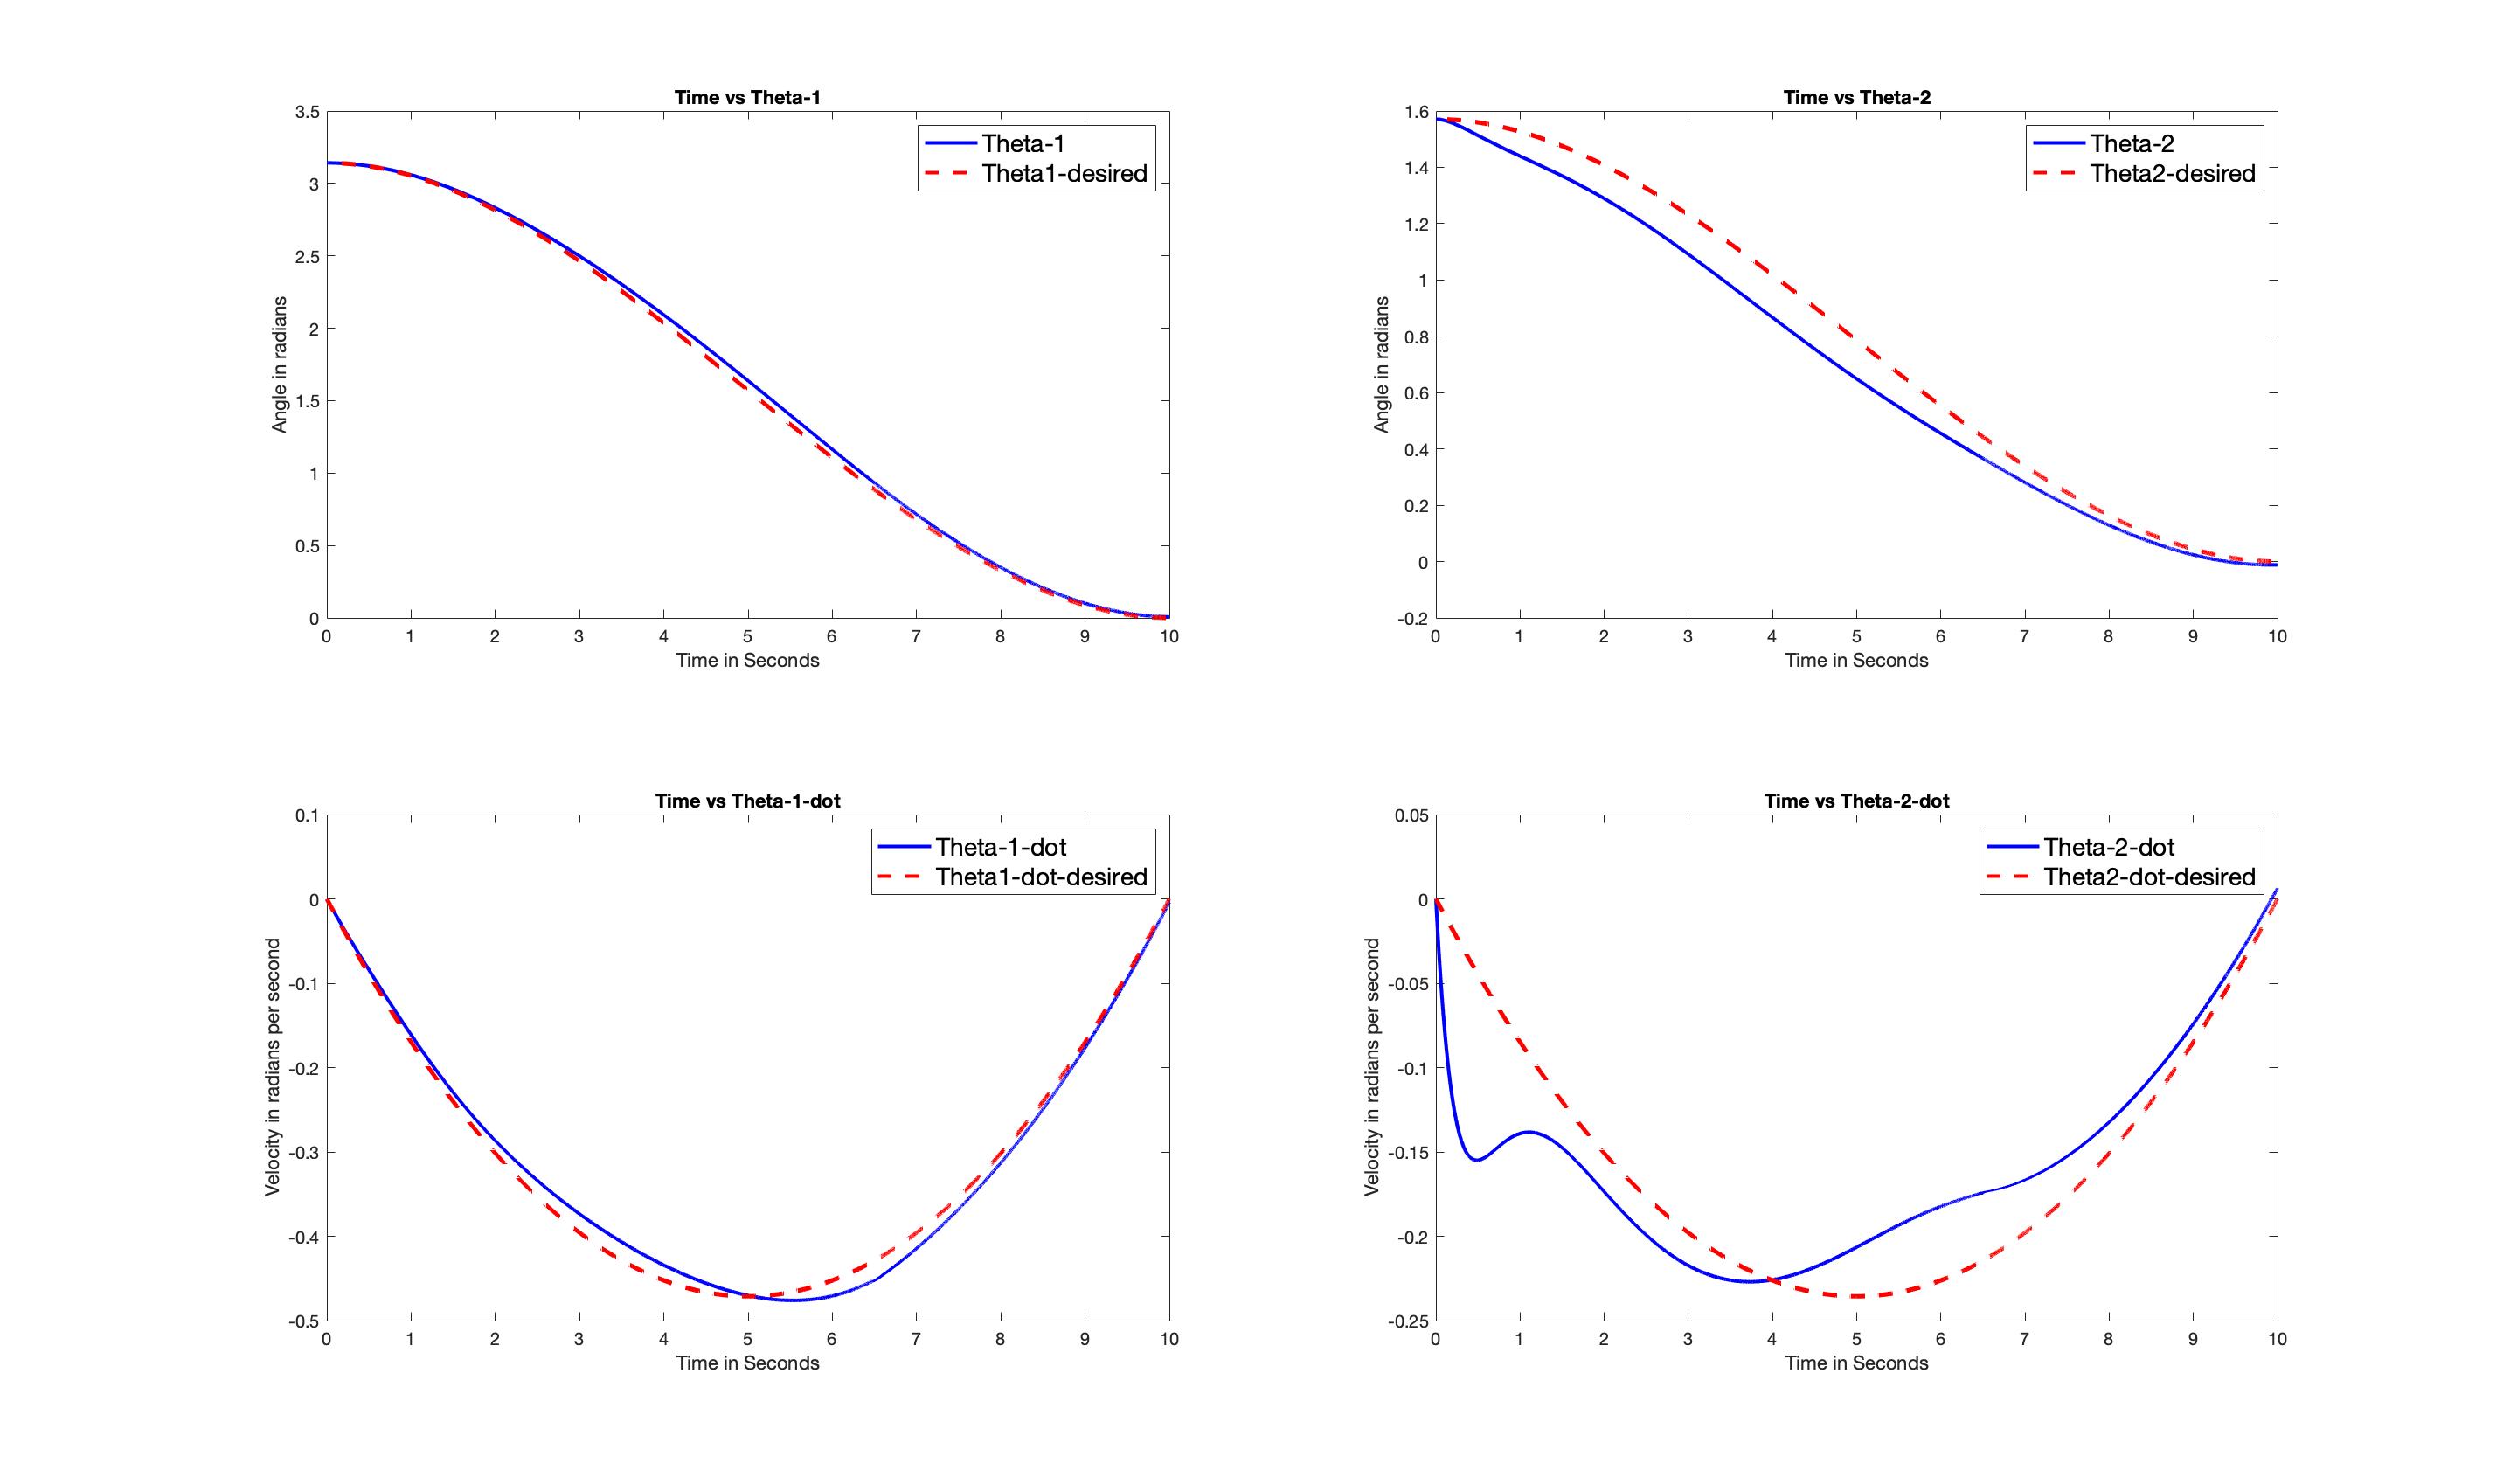 Time vs Theta-1
3.5
3
2.5
2
1.5
1
0.5
0
Angle in radians
Theta-1
Theta1-desired
0 1 2 3 4 5 6 7 8 9 10
Time in Seconds
Time vs Theta-2
1.6
1.4
1.2
1
0.8
0.6
0.4
0.2
0
-0.2
Angle in radians
Theta-2
Theta2-desired
0 1 2 3 4 5 6 7 8 9 10
Time in Seconds
Time vs Theta-1-dot
0.1
0
-0.1
-0.2
-0.3
-0.4
-0.5
Velocity in radians per second
Theta-1-dot
Theta1-dot-desired
0 1 2 3 4 5 6 7 8 9 10
Time in Seconds
Time vs Theta-2-dot
0.05
0
-0.05
-0.1
-0.15
-0.2
-0.25
Velocity in radians per second
Theta-2-dot
Theta2-dot-desired
0 1 2 3 4 5 6 7 8 9 10
Time in Seconds